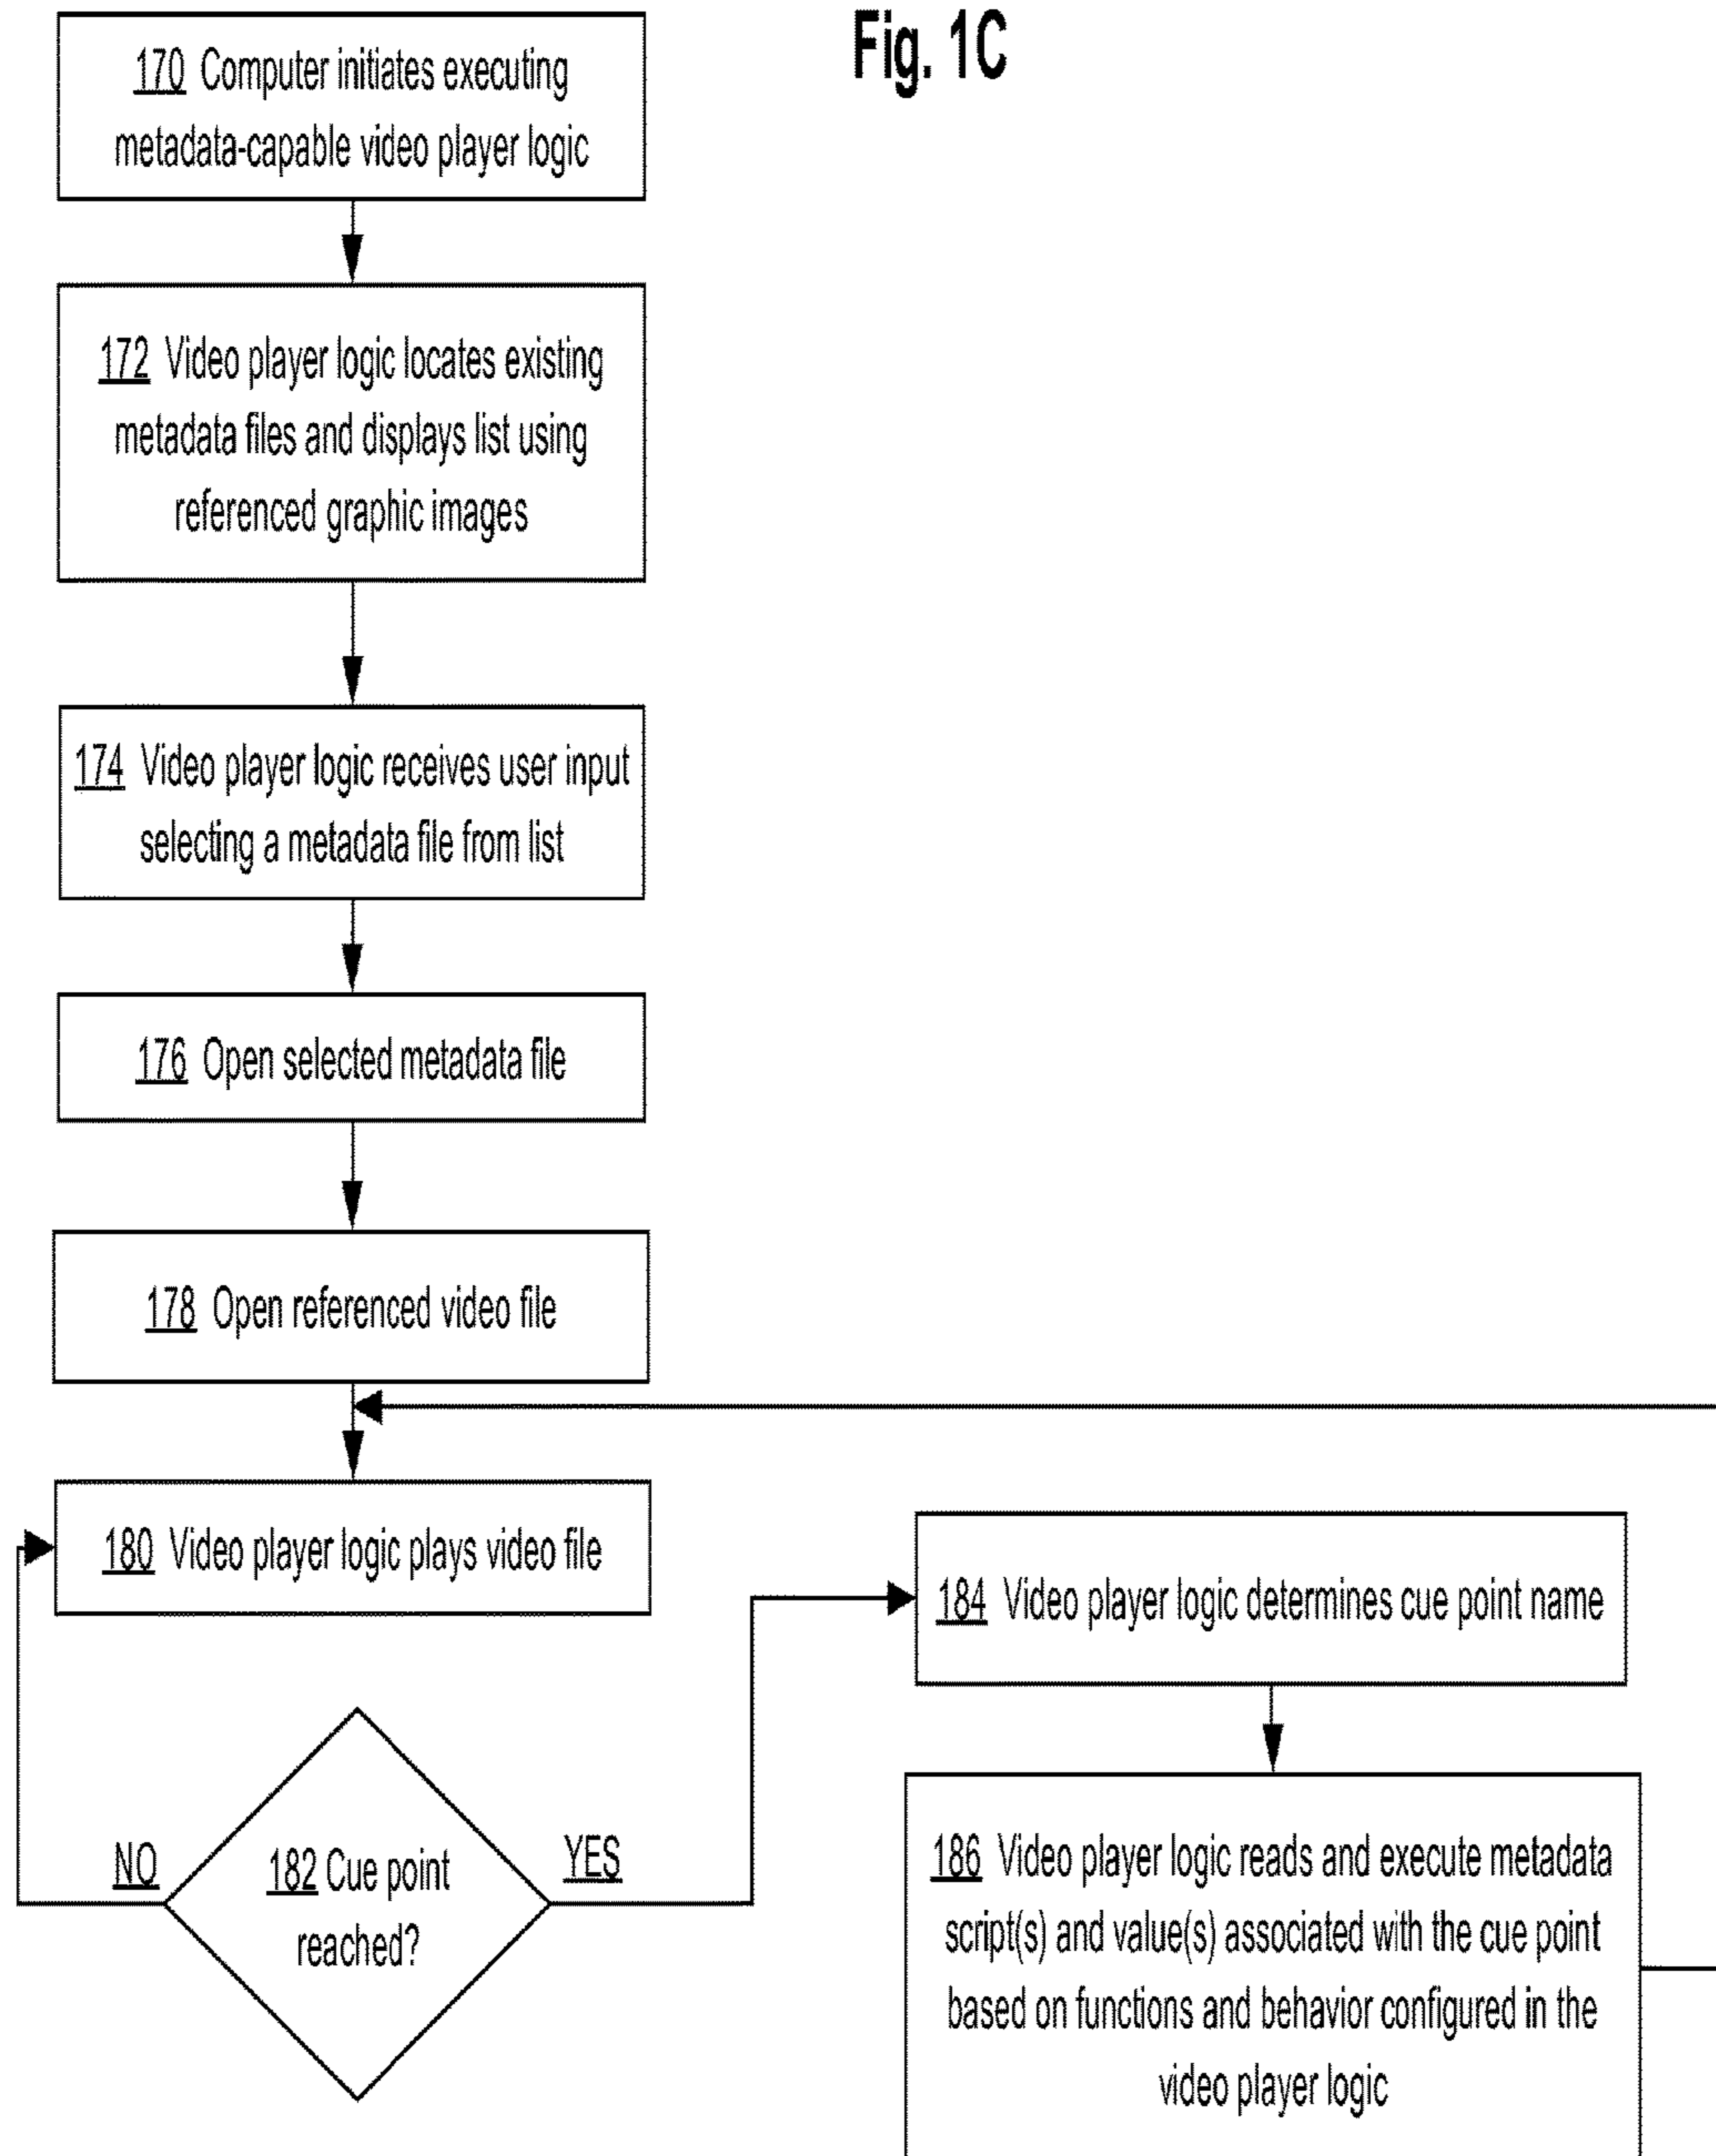 Fig. 1C
170 Computer initiates executing
metadata-capable video player logic
172 Video player logic locates existing
metadata files and displays list using
referenced graphic images
174 Video player logic receives user input
selecting a metadata file from list
176 Open selected metadata file
178 Open referenced video file
180 Video player logic plays video file
182 Cue point
reached?
NO
YES
184 Video player logic determines cue point name
186 Video player logic reads and execute metadata
script(s) and value(s) associated with the cue point
based on functions and behavior configured in the
video player logic